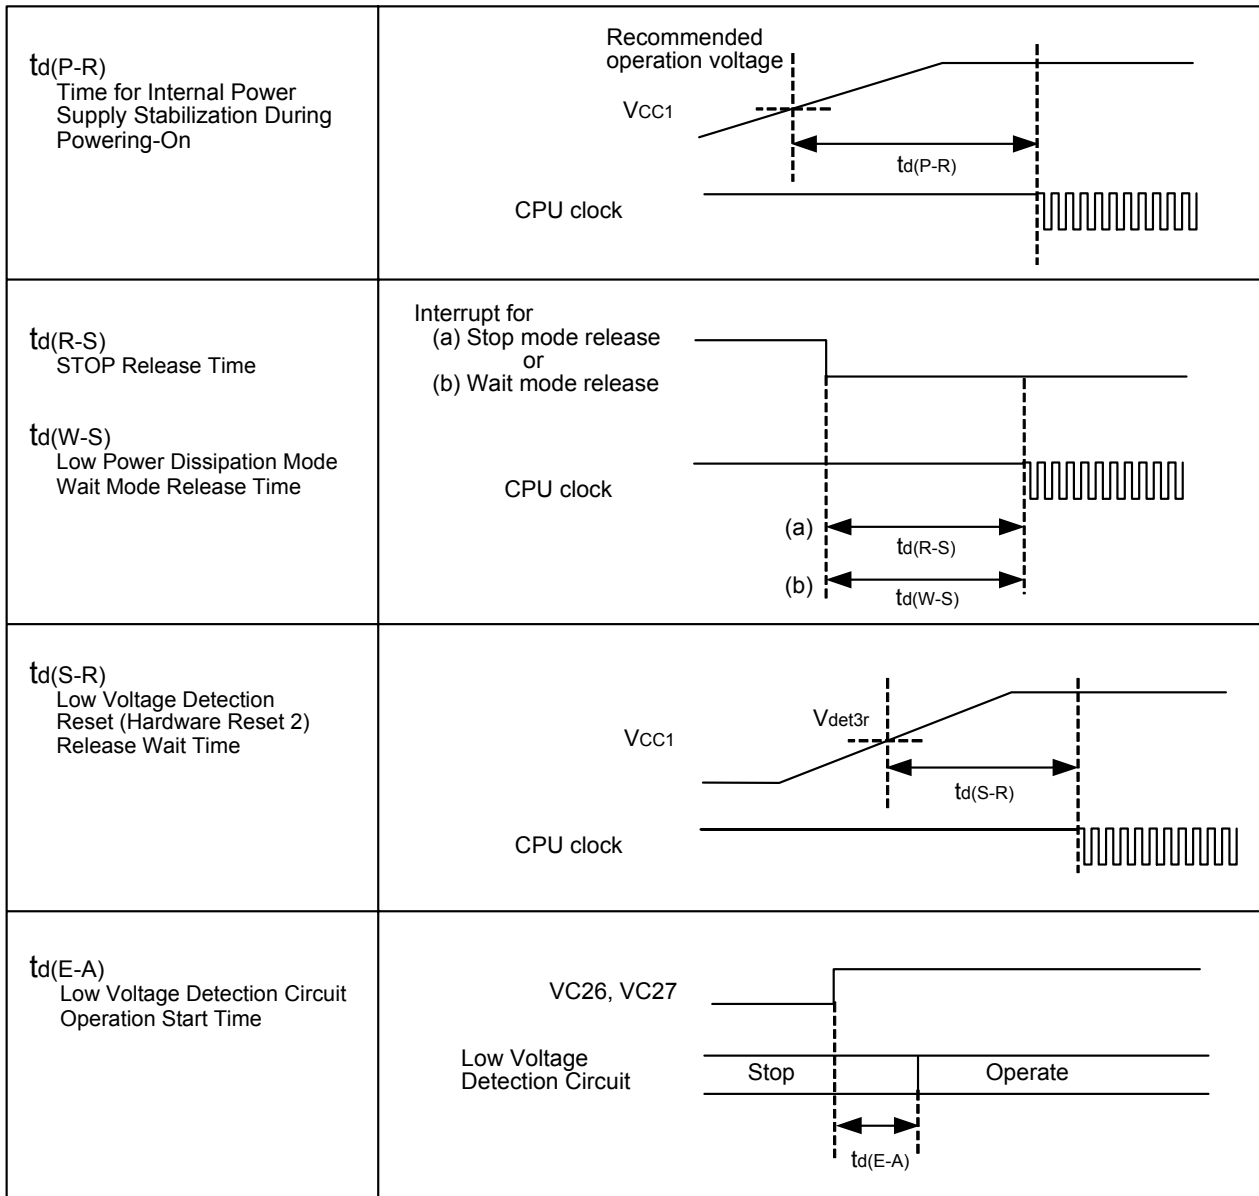 td(P-R)
Time for Internal Power
Supply Stabilization During
Powering-On
Recommended
operation voltage
VCC1
td(P-R)
CPU clock
td(R-S)
STOP Release Time
td(W-S)
Low Power Dissipation Mode
Wait Mode Release Time
Interrupt for
(a) Stop mode release
or
(b) Wait mode release
CPU clock
(a)
td(R-S)
(b)
td(W-S)
td(S-R)
Low Voltage Detection
Reset (Hardware Reset 2)
Release Wait Time
Vdet3r
VCC1
td(S-R)
CPU clock
td(E-A)
Low Voltage Detection Circuit
Operation Start Time
VC26, VC27
Low Voltage
Detection Circuit
Stop
Operate
td(E-A)